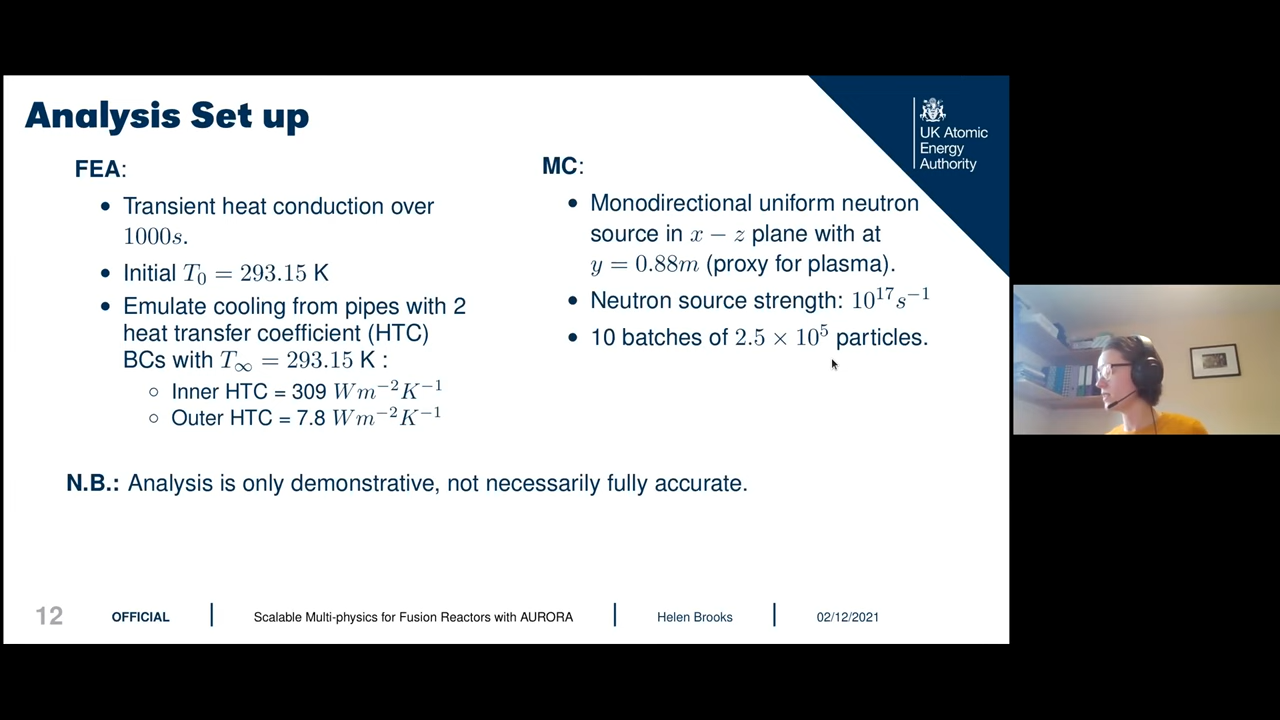 Analysis Set up
UK Atomic
Energy
Authority
FEA:
• Transient heat conduction over
1000s.
• Initial T₀ = 293.15 K
• Emulate cooling from pipes with 2
heat transfer coefficient (HTC)
BCs with T∞ = 293.15 K :
○ Inner HTC = 309 Wm⁻²K⁻¹
○ Outer HTC = 7.8 Wm⁻²K⁻¹
MC:
• Monodirectional uniform neutron
source in x − z plane with at
y = 0.88m (proxy for plasma).
• Neutron source strength: 10¹⁷s⁻¹
• 10 batches of 2.5 × 10⁵ particles.
N.B.: Analysis is only demonstrative, not necessarily fully accurate.
12 OFFICIAL | Scalable Multi-physics for Fusion Reactors with AURORA | Helen Brooks | 02/12/2021